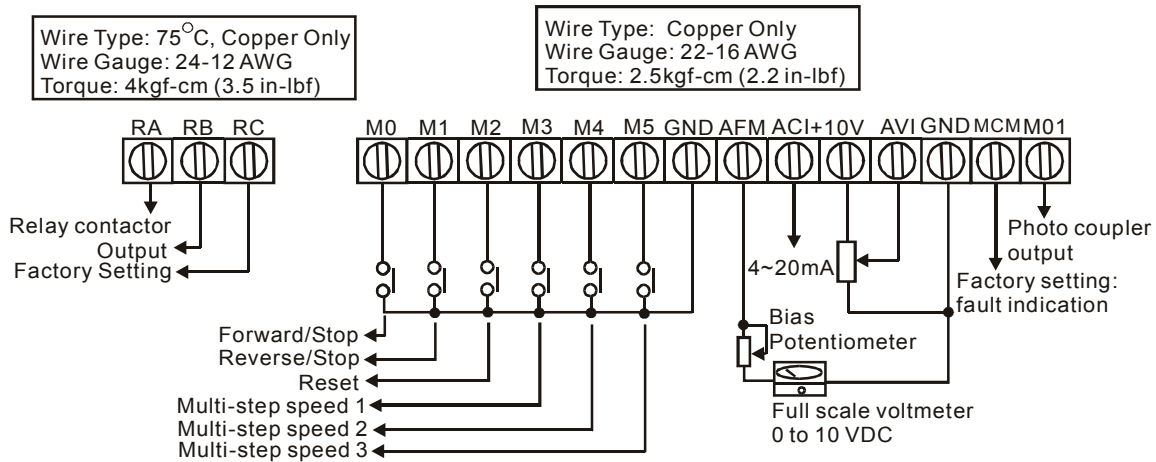 Wire Type: 75°C, Copper Only
Wire Gauge: 24-12 AWG
Torque: 4kgf-cm (3.5 in-lbf)
Wire Type: Copper Only
Wire Gauge: 22-16 AWG
Torque: 2.5kgf-cm (2.2 in-lbf)
RA RB RC
M0 M1 M2 M3 M4 M5 GND AFM ACI+10V AVI GND MCM M01
Relay contactor
Output
Factory Setting
Forward/Stop
Reverse/Stop
Reset
Multi-step speed 1
Multi-step speed 2
Multi-step speed 3
4~20mA
Bias
Potentiometer
Full scale voltmeter
0 to 10 VDC
Photo coupler
output
Factory setting:
fault indication